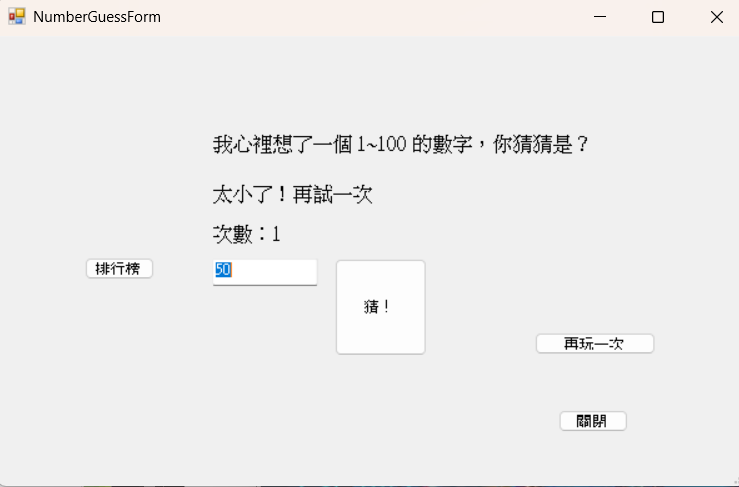 NumberGuessForm
我心裡想了一個 1~100 的數字，你猜猜是？
太小了！再試一次
次數：1
排行榜
50
猜！
再玩一次
關閉